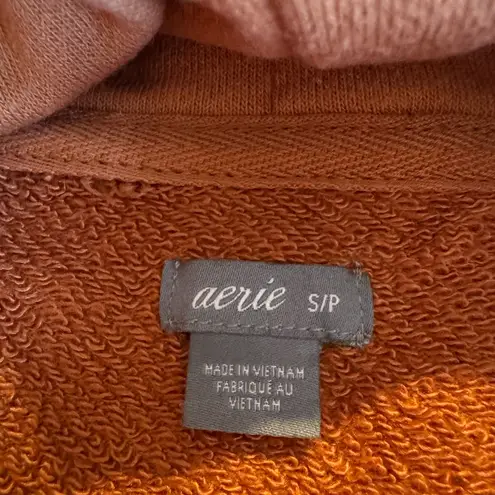 aerie S/P
MADE IN VIETNAM
FABRIQUÉ AU
VIETNAM